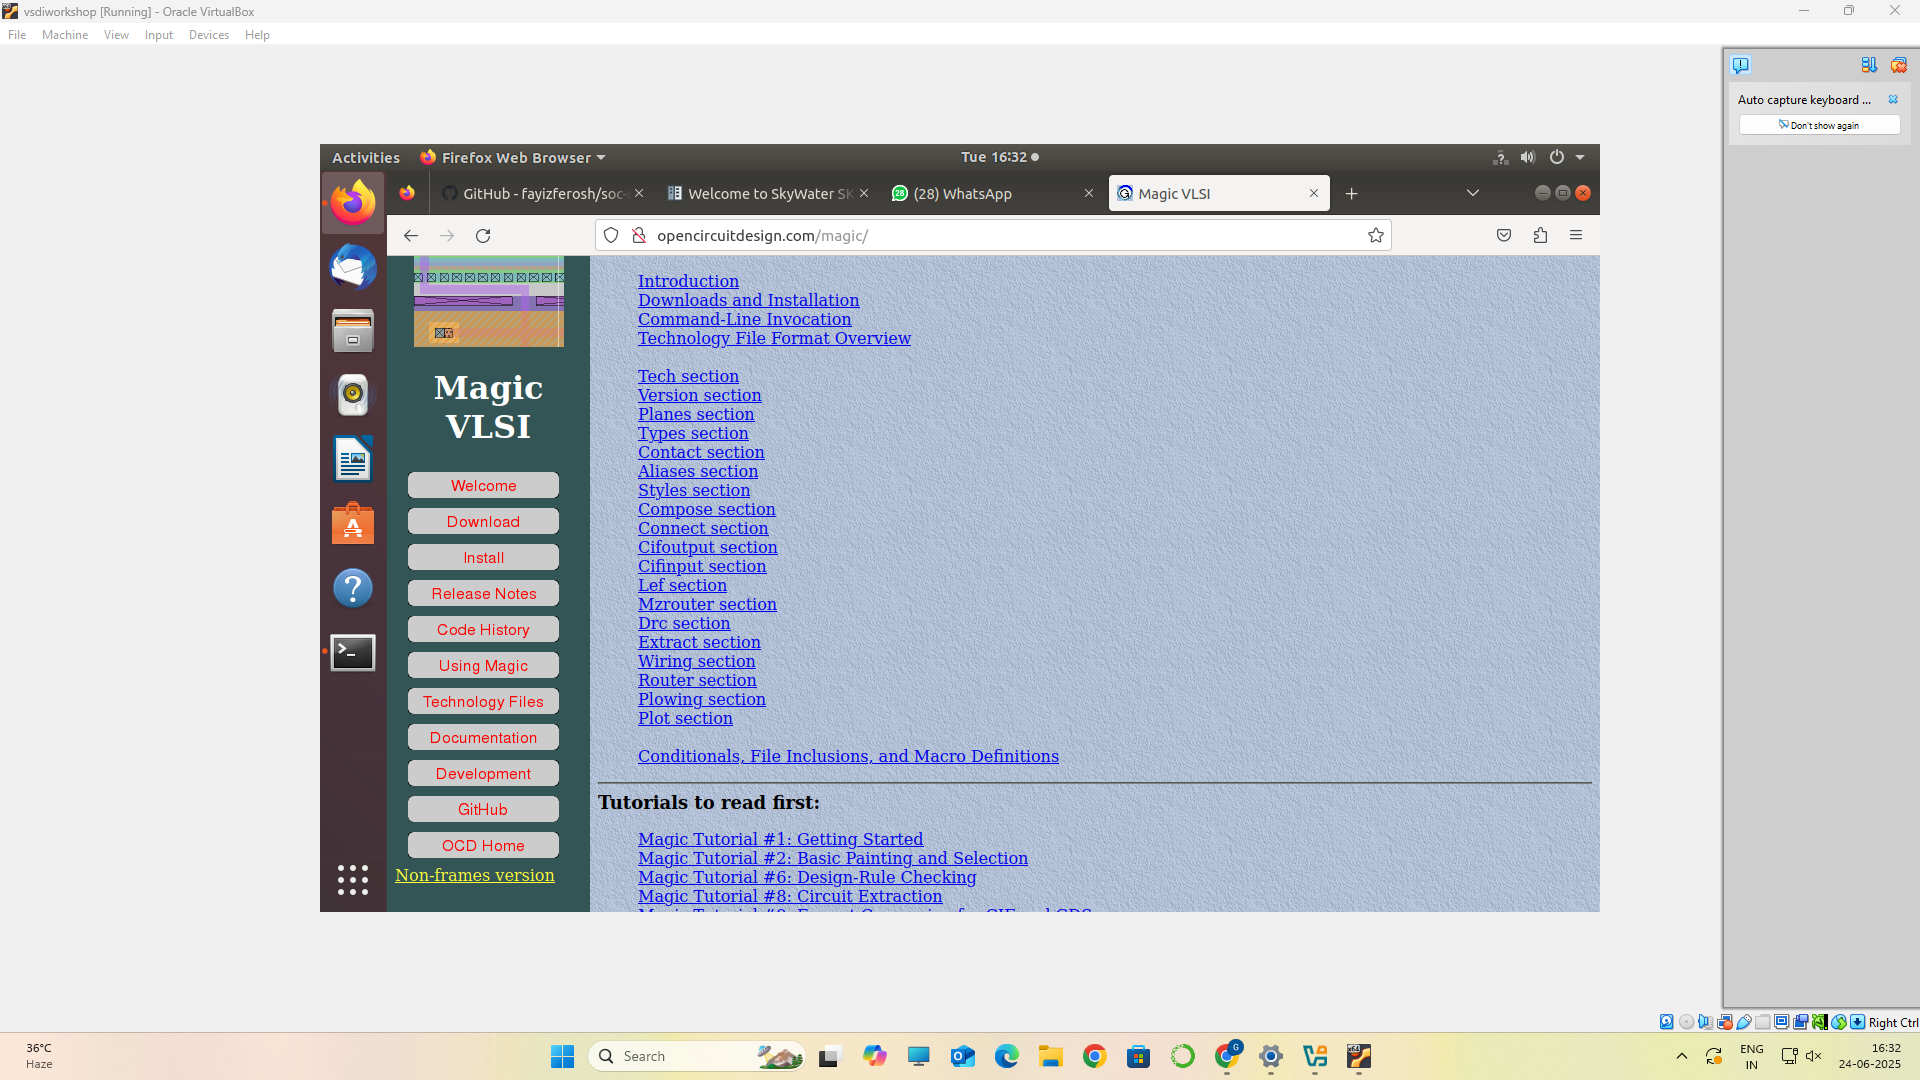 vsdiworkshop [Running] - Oracle VirtualBox
File Machine View Input Devices Help
Auto capture keyboard ...
Don't show again
Activities Firefox Web Browser Tue 16:32
GitHub - fayizferosh/soc- Welcome to SkyWater SK (28) WhatsApp Magic VLSI
opencircuitdesign.com/magic/
Magic
VLSI
Welcome
Download
Install
Release Notes
Code History
Using Magic
Technology Files
Documentation
Development
GitHub
OCD Home
Non-frames version
Introduction
Downloads and Installation
Command-Line Invocation
Technology File Format Overview
Tech section
Version section
Planes section
Types section
Contact section
Aliases section
Styles section
Compose section
Connect section
Cifoutput section
Cifinput section
Lef section
Mzrouter section
Drc section
Extract section
Wiring section
Router section
Plowing section
Plot section
Conditionals, File Inclusions, and Macro Definitions
Tutorials to read first:
Magic Tutorial #1: Getting Started
Magic Tutorial #2: Basic Painting and Selection
Magic Tutorial #6: Design-Rule Checking
Magic Tutorial #8: Circuit Extraction
Right Ctrl
36°C
Haze
Search
ENG
IN
16:32
24-06-2025